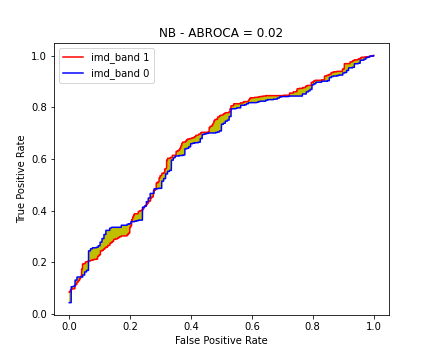 NB - ABROCA = 0.02
imd_band 1
imd_band 0
True Positive Rate
1.0
0.8
0.6
0.4
0.2
0.0
0.0 0.2 0.4 0.6 0.8 1.0
False Positive Rate